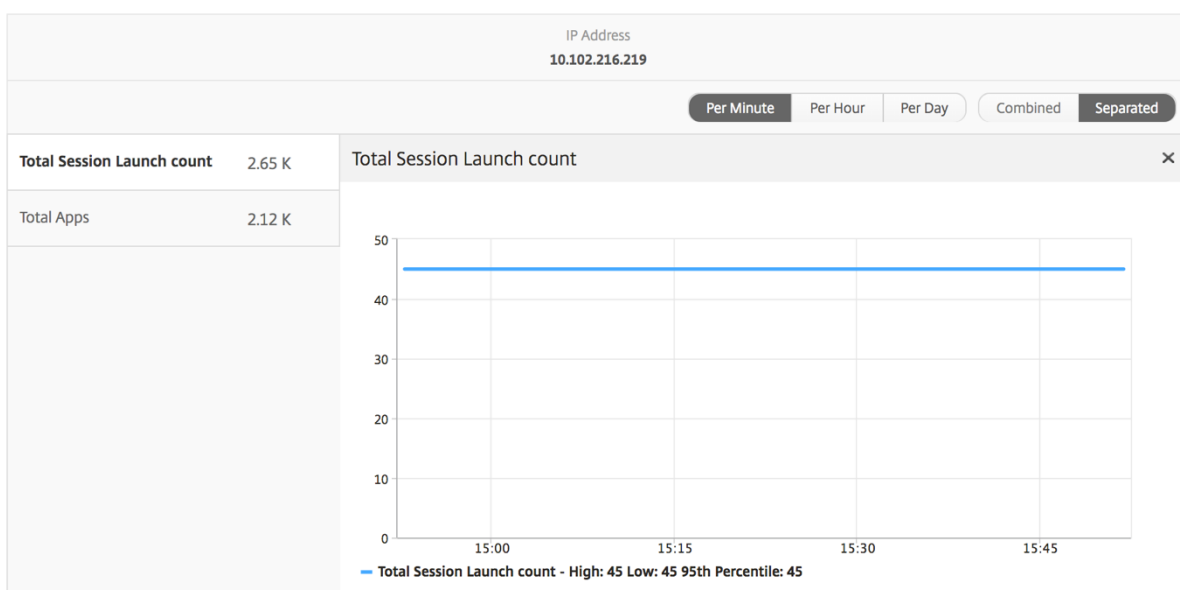 IP Address
10.102.216.219
Per Minute Per Hour Per Day Combined Separated
Total Session Launch count 2.65 K
Total Apps 2.12 K
Total Session Launch count ×
50
40
30
20
10
0
15:00 15:15 15:30 15:45
Total Session Launch count - High: 45 Low: 45 95th Percentile: 45